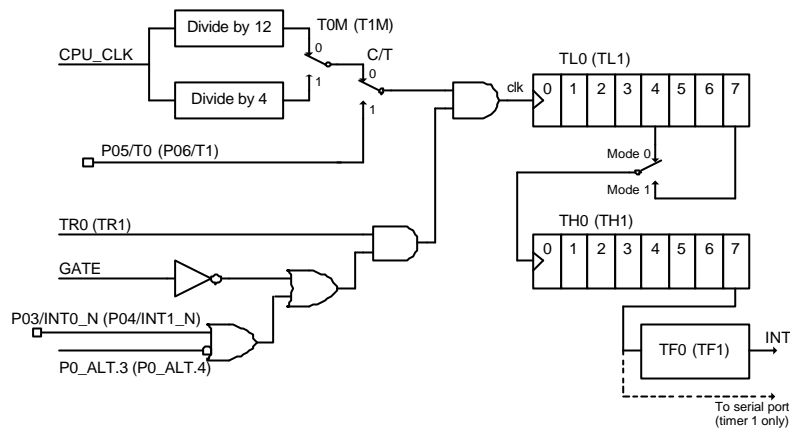 Divide by 12
T0M (T1M)
CPU_CLK
0
C/T
TL0 (TL1)
0
1
Divide by 4
clk
0 1 2 3 4 5 6 7
1
P05/T0 (P06/T1)
Mode 0
Mode 1
TR0 (TR1)
TH0 (TH1)
0 1 2 3 4 5 6 7
GATE
P03/INT0_N (P04/INT1_N)
INT
TF0 (TF1)
P0_ALT.3 (P0_ALT.4)
To serial port
(timer 1 only)